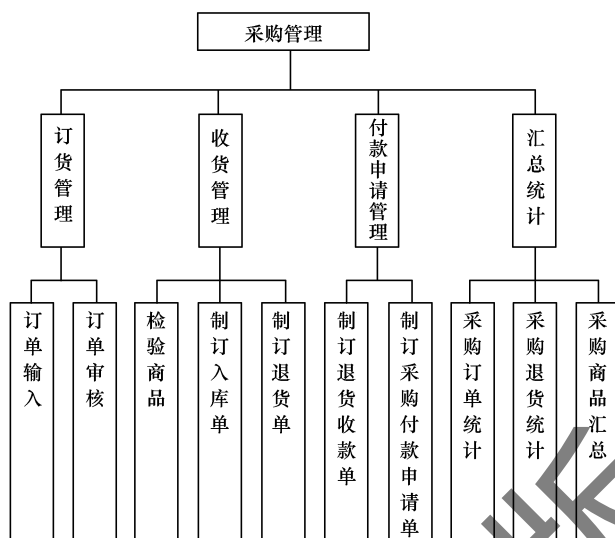 采购管理
订货管理
收货管理
付款申请管理
汇总统计
订单输入
订单审核
检验商品
制订入库单
制订退货单
制订退货收款单
制订采购付款申请单
采购订单统计
采购退货统计
采购商品汇总